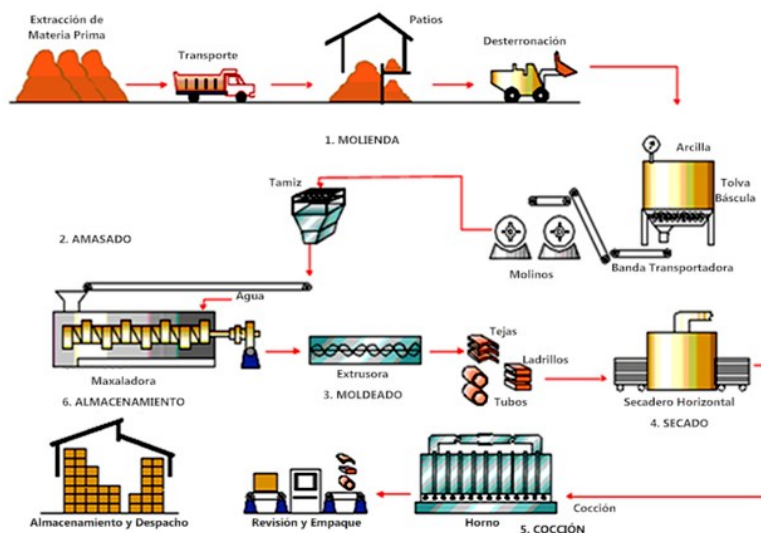 Extracción de
Materia Prima
Transporte
Patios
Desterronación
1. MOLIENDA
Arcilla
Tolva
Báscula
Tamiz
2. AMASADO
Molinos
Banda Transportadora
Agua
Maxaladora
Extrusora
Tejas
Ladrillos
Tubos
Secadero Horizontal
6. ALMACENAMIENTO
3. MOLDEADO
4. SECADO
Almacenamiento y Despacho
Revisión y Empaque
Horno
Cocción
5. COCCIÓN